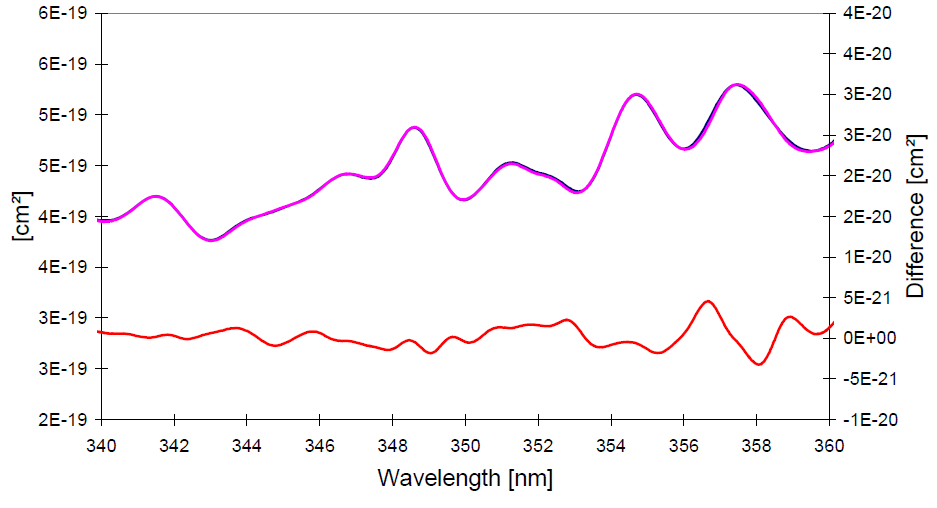 6E-19
6E-19
5E-19
5E-19
4E-19
4E-19
3E-19
3E-19
2E-19
[cm²]
4E-20
4E-20
3E-20
3E-20
2E-20
2E-20
1E-20
5E-21
0E+00
-5E-21
-1E-20
Difference [cm²]
340 342 344 346 348 350 352 354 356 358 360
Wavelength [nm]